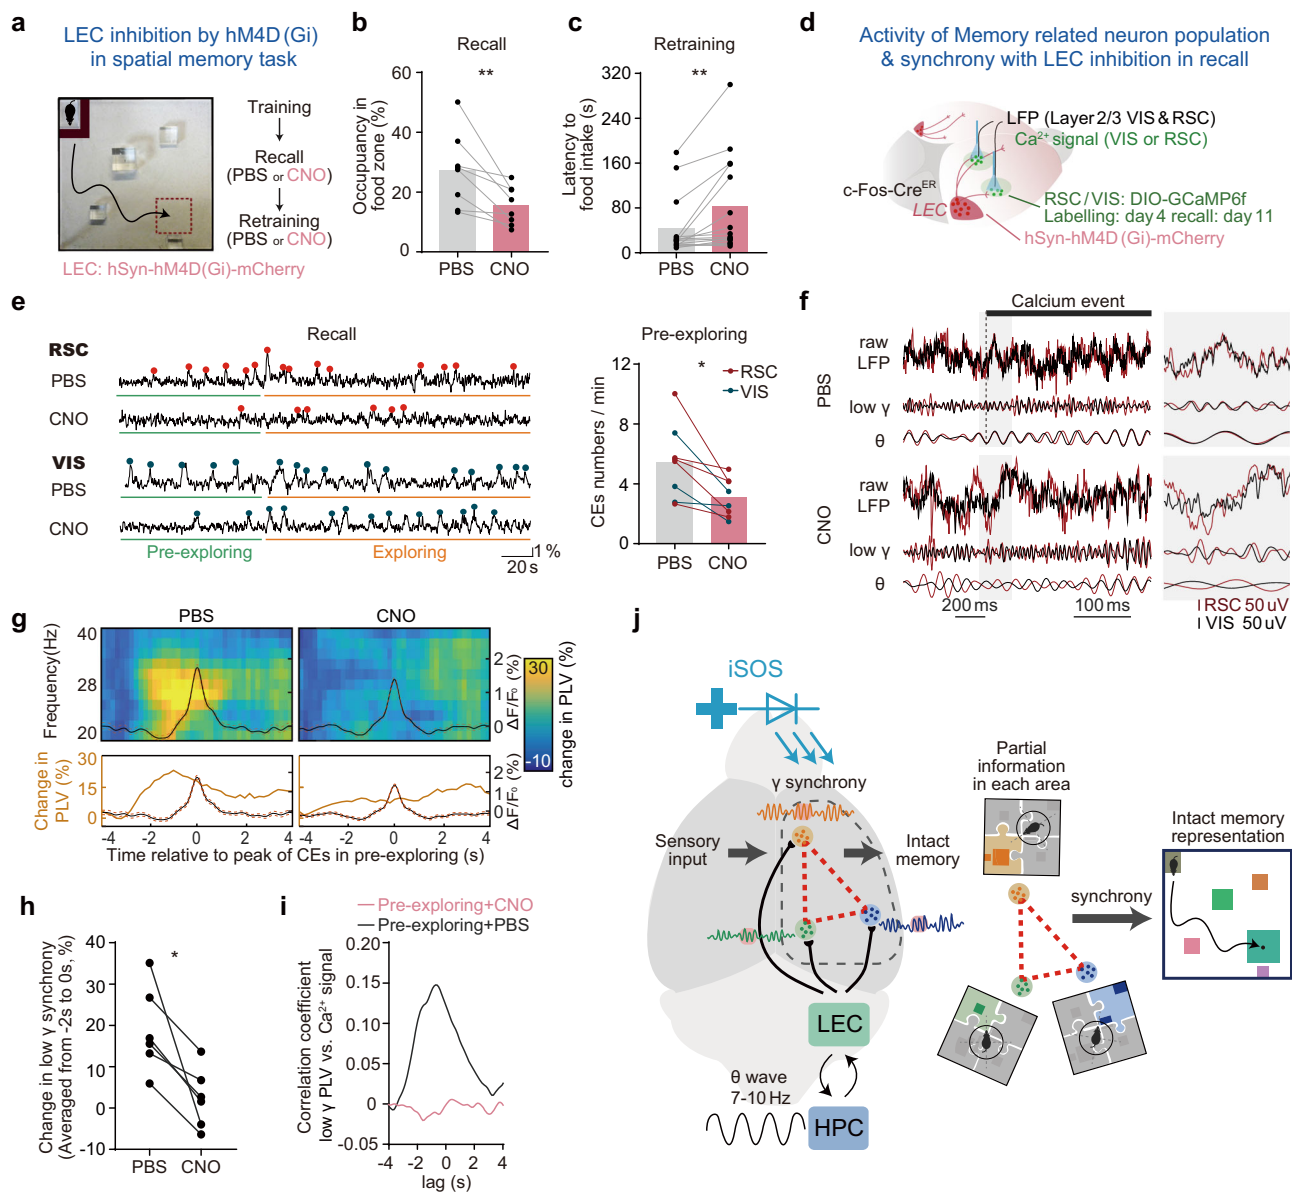 a
LEC inhibition by hM4D(Gi)
in spatial memory task
Training
Recall
(PBS or CNO)
Retraining
(PBS or CNO)
LEC: hSyn-hM4D(Gi)-mCherry
b
Recall
**
Occupancy in
food zone (%)
60
40
20
0
PBS
CNO
c
Retraining
**
Latency to
food intake (s)
320
240
160
80
0
PBS
CNO
d
Activity of Memory related neuron population
& synchrony with LEC inhibition in recall
LFP (Layer 2/3 VIS & RSC)
Ca²⁺ signal (VIS or RSC)
c-Fos-Creᴱᴿ
LEC
RSC/VIS: DIO-GCaMP6f
Labelling: day 4 recall: day 11
hSyn-hM4D(Gi)-mCherry
e
Recall
RSC
PBS
CNO
VIS
PBS
CNO
Pre-exploring
Exploring
1 %
20 s
Pre-exploring
*
RSC
VIS
CEs numbers / min
12
8
4
0
PBS
CNO
f
Calcium event
PBS
raw
LFP
low γ
θ
CNO
raw
LFP
low γ
θ
200 ms
100 ms
RSC 50 uV
VIS 50 uV
g
PBS
CNO
Frequency(Hz)
40
28
20
2
1
0
ΔF/F₀ (%)
30
-10
change in PLV (%)
Change in
PLV (%)
30
15
0
2
1
0
ΔF/F₀ (%)
-4
-2
0
2
4
-4
-2
0
2
4
Time relative to peak of CEs in pre-exploring (s)
h
*
Change in low γ synchrony
(Averaged from -2s to 0s, %)
40
30
20
10
0
-10
PBS
CNO
i
Pre-exploring+CNO
Pre-exploring+PBS
Correlation coefficient
low γ PLV vs. Ca²⁺ signal
0.20
0.15
0.10
0.05
0
-0.05
-4
-2
0
2
4
lag (s)
j
iSOS
γ synchrony
Sensory
input
Intact
memory
LEC
θ wave
7-10 Hz
HPC
Partial
information
in each area
synchrony
Intact memory
representation